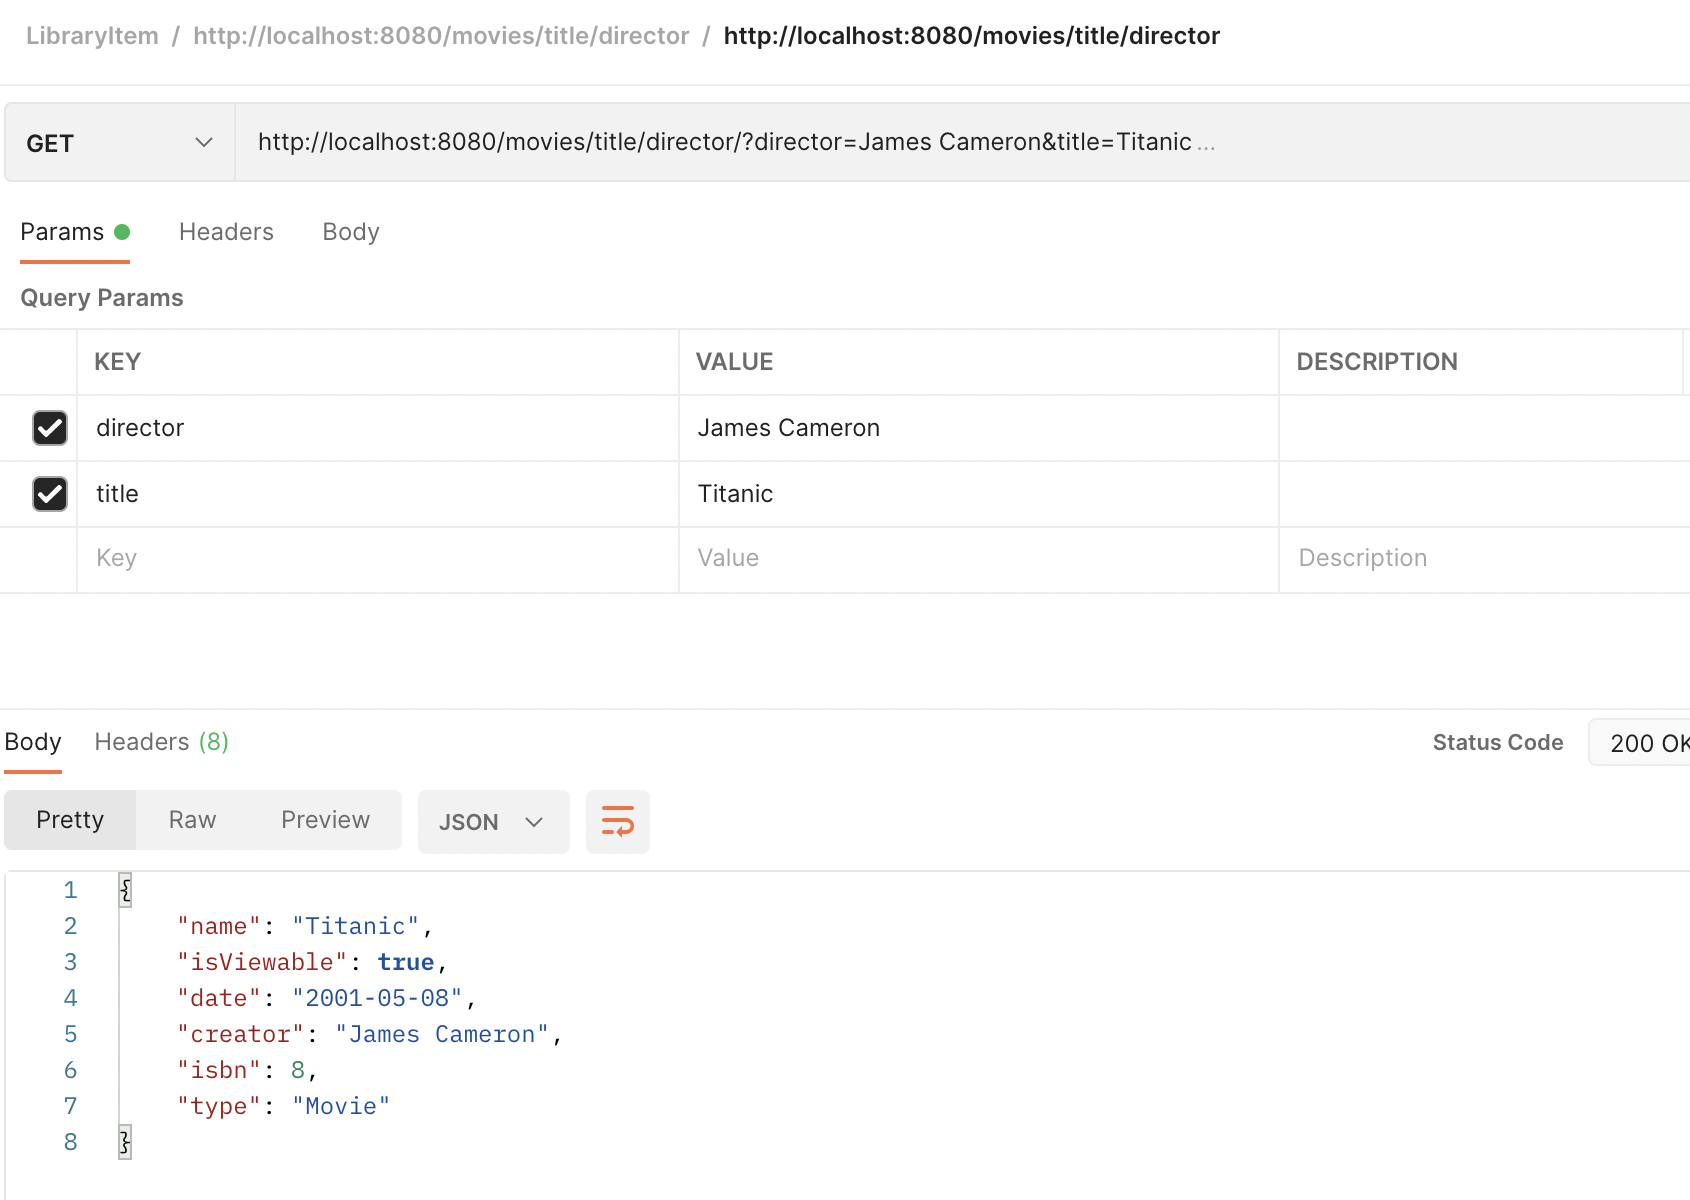 LibraryItem / http://localhost:8080/movies/title/director / http://localhost:8080/movies/title/director
GET http://localhost:8080/movies/title/director/?director=James Cameron&title=Titanic ...
Params Headers Body
Query Params
KEY VALUE DESCRIPTION
director James Cameron
title Titanic
Key Value Description
Body Headers (8) Status Code 200 OK
Pretty Raw Preview JSON
1 {
2 "name": "Titanic",
3 "isViewable": true,
4 "date": "2001-05-08",
5 "creator": "James Cameron",
6 "isbn": 8,
7 "type": "Movie"
8 }